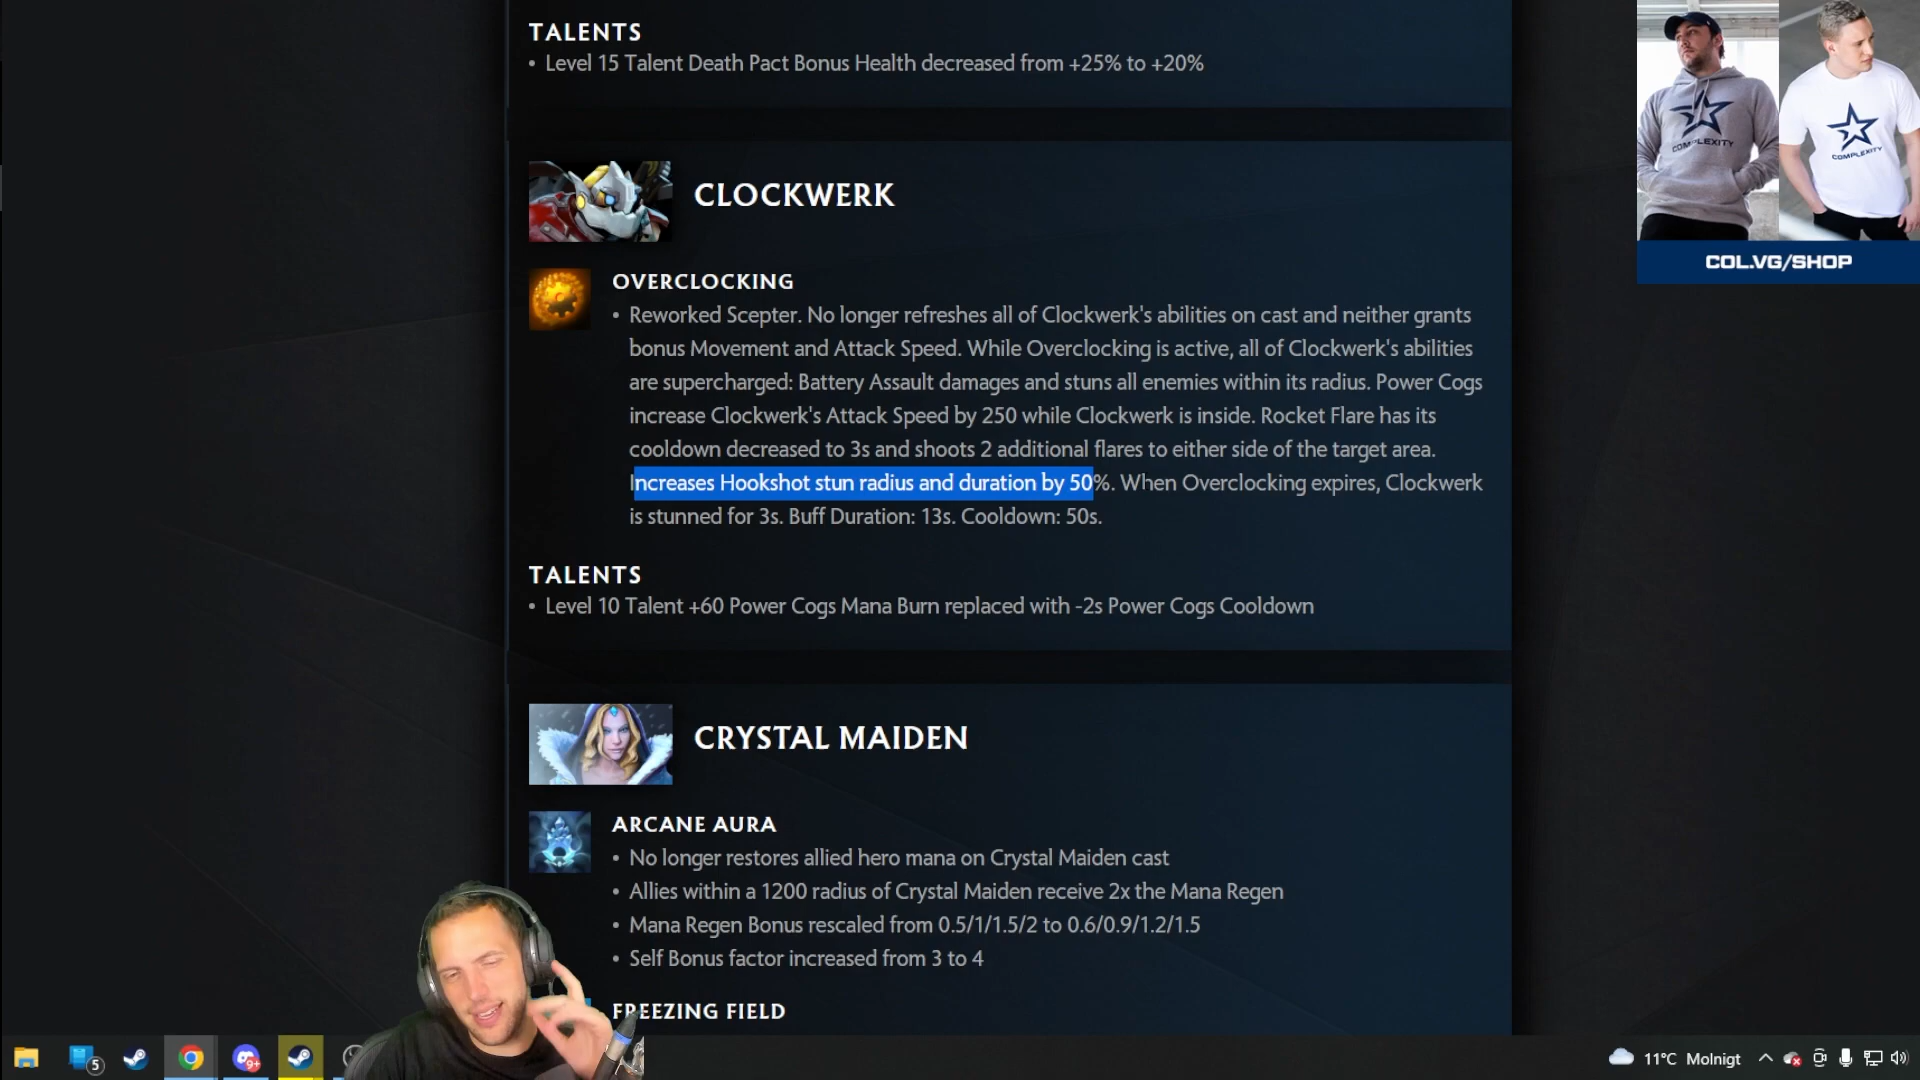 TALENTS
• Level 15 Talent Death Pact Bonus Health decreased from +25% to +20%
CLOCKWERK
OVERCLOCKING
• Reworked Scepter. No longer refreshes all of Clockwerk's abilities on cast and neither grants
bonus Movement and Attack Speed. While Overclocking is active, all of Clockwerk's abilities
are supercharged: Battery Assault damages and stuns all enemies within its radius. Power Cogs
increase Clockwerk's Attack Speed by 250 while Clockwerk is inside. Rocket Flare has its
cooldown decreased to 3s and shoots 2 additional flares to either side of the target area.
Increases Hookshot stun radius and duration by 50%. When Overclocking expires, Clockwerk
is stunned for 3s. Buff Duration: 13s. Cooldown: 50s.
TALENTS
• Level 10 Talent +60 Power Cogs Mana Burn replaced with -2s Power Cogs Cooldown
CRYSTAL MAIDEN
ARCANE AURA
• No longer restores allied hero mana on Crystal Maiden cast
• Allies within a 1200 radius of Crystal Maiden receive 2x the Mana Regen
• Mana Regen Bonus rescaled from 0.5/1/1.5/2 to 0.6/0.9/1.2/1.5
• Self Bonus factor increased from 3 to 4
FREEZING FIELD
COMPLEXITY
COMPLEXITY
COL.VG/SHOP
5
9+
11°C Molnigt